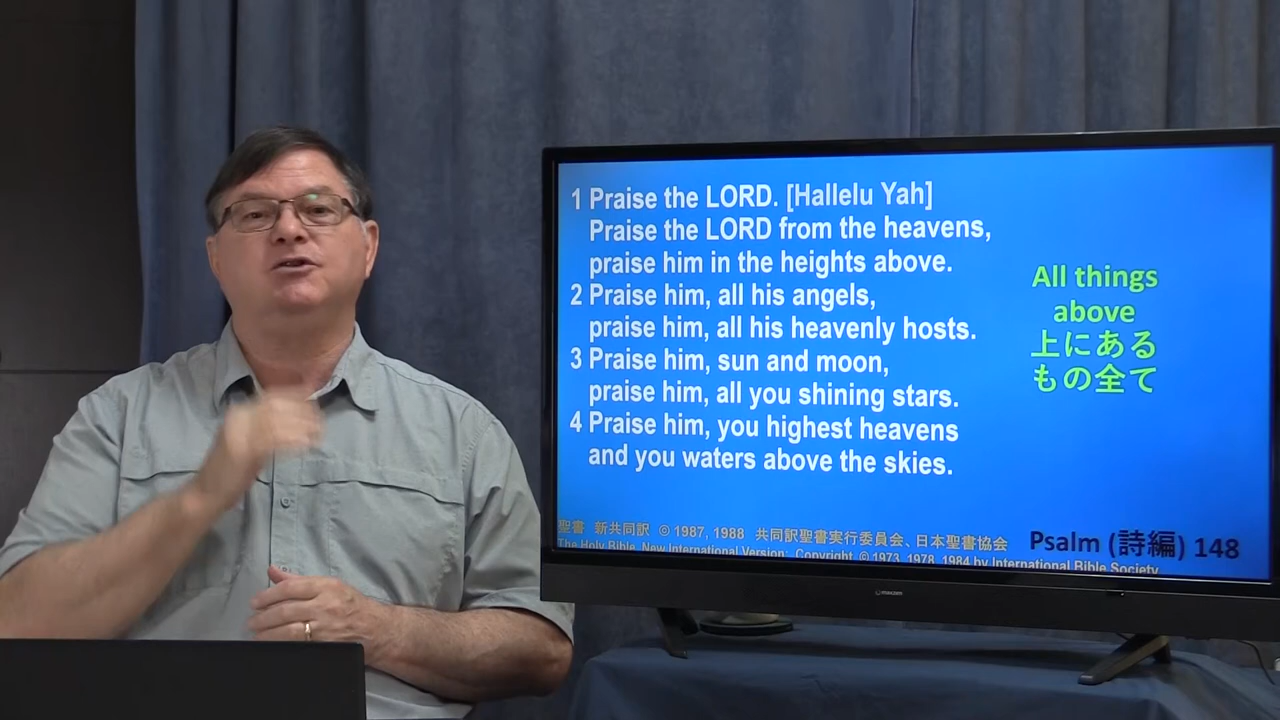 1 Praise the LORD. [Hallelu Yah]
Praise the LORD from the heavens,
praise him in the heights above.
2 Praise him, all his angels,
praise him, all his heavenly hosts.
3 Praise him, sun and moon,
praise him, all you shining stars.
4 Praise him, you highest heavens
and you waters above the skies.
All things
above
上にある
もの全て
聖書 新共同訳 © 1987, 1988 共同訳聖書実行委員会、日本聖書協会
The Holy Bible, New International Version; Copyright, © 1973, 1978, 1984 by International Bible Society
Psalm (詩編) 148
maxzen